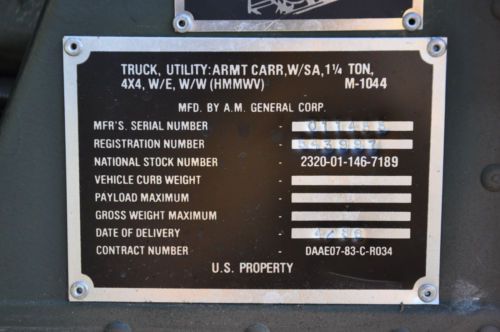 TRUCK, UTILITY: ARMT CARR, W/SA, 1¼ TON,
4X4, W/E, W/W (HMMWV) M-1044
MFD. BY A.M. GENERAL CORP.
MFR'S. SERIAL NUMBER -
REGISTRATION NUMBER -
NATIONAL STOCK NUMBER - 2320-01-146-7189
VEHICLE CURB WEIGHT -
PAYLOAD MAXIMUM -
GROSS WEIGHT MAXIMUM -
DATE OF DELIVERY -
CONTRACT NUMBER - DAAE07-83-C-R034
U.S. PROPERTY